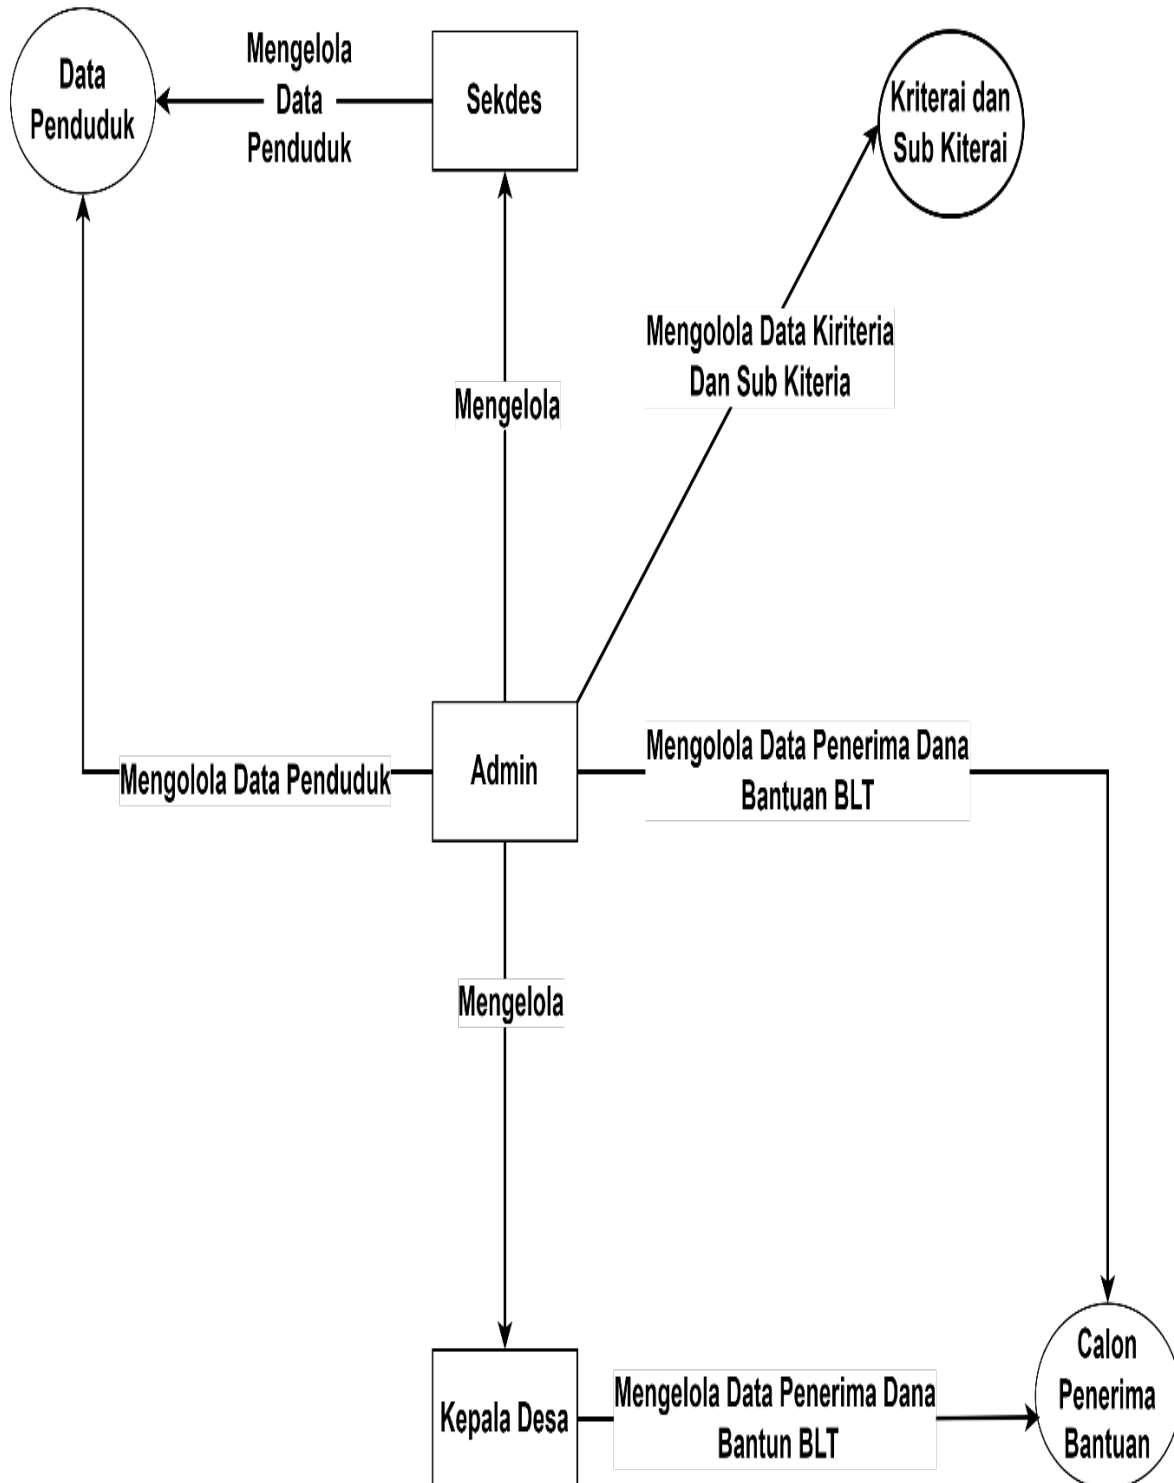 Data
Penduduk
Mengelola
Data
Penduduk
Sekdes
Kriterai dan
Sub Kiterai
Mengolola Data Kiriteria
Dan Sub Kiteria
Mengelola
Mengolola Data Penduduk
Admin
Mengolola Data Penerima Dana
Bantuan BLT
Mengelola
Kepala Desa
Mengelola Data Penerima Dana
Bantun BLT
Calon
Penerima
Bantuan